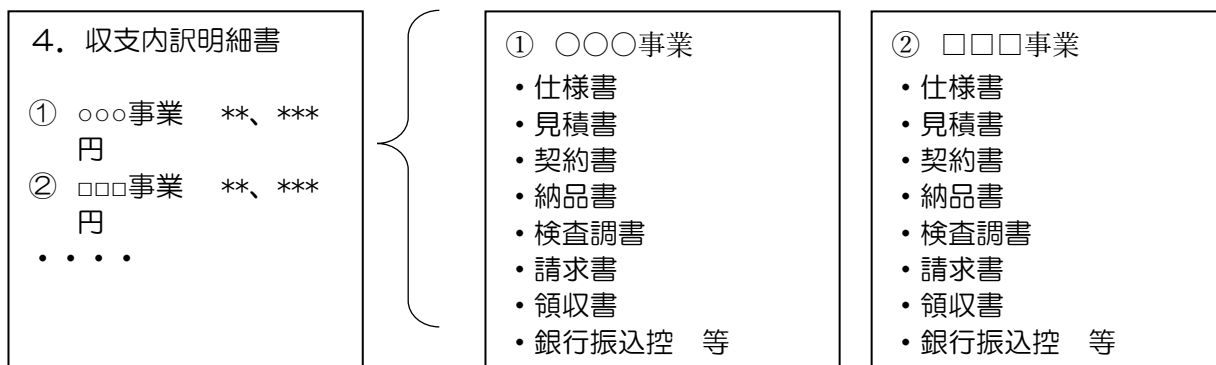 ４．収支内訳明細書
① ○○○事業　**、***
円
② □□□事業　**、***
円
・・・・
① ○○○事業
・仕様書
・見積書
・契約書
・納品書
・検査調書
・請求書
・領収書
・銀行振込控　等
② □□□事業
・仕様書
・見積書
・契約書
・納品書
・検査調書
・請求書
・領収書
・銀行振込控　等